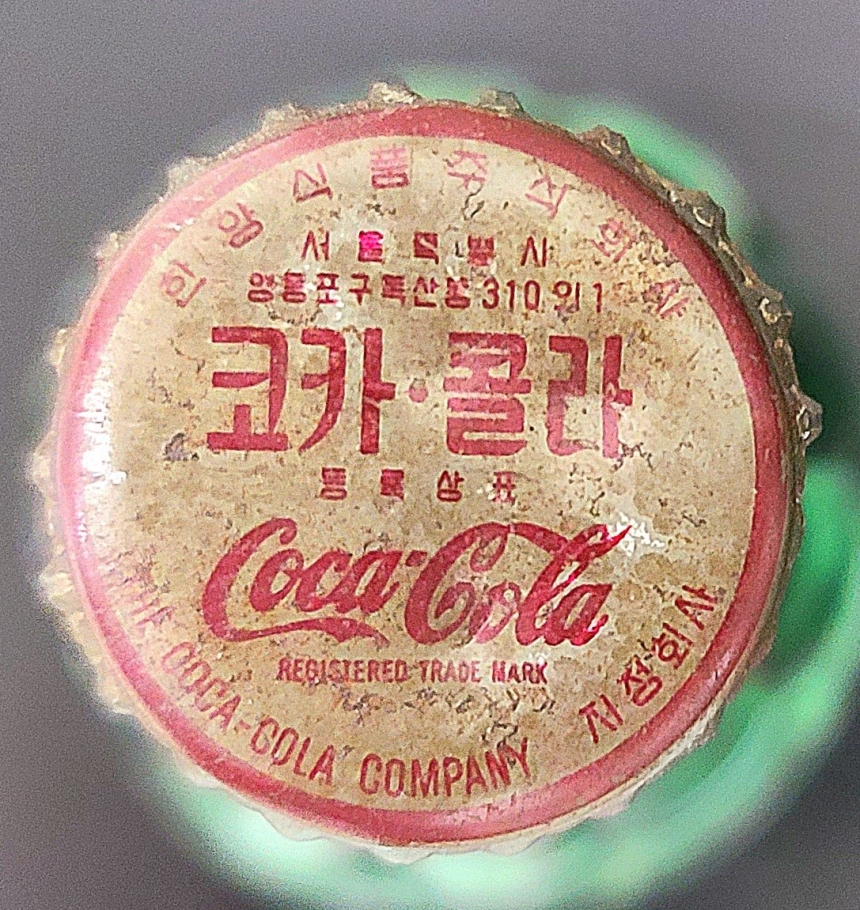 한양식품주식회사
서울특별시
영등포구독산동 310의1
코카·콜라
등록상표
Coca-Cola
REGISTERED TRADE MARK
THE COCA-COLA COMPANY 지정회사